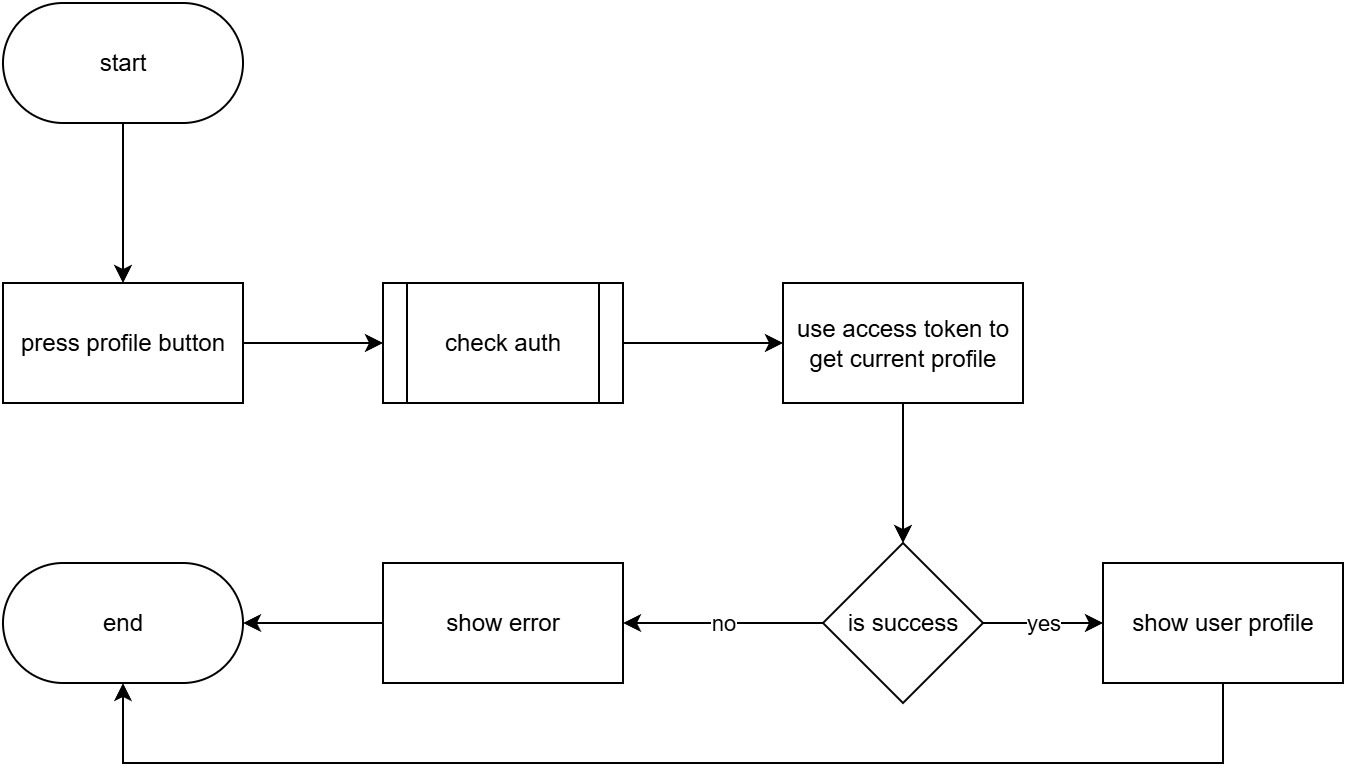 start
press profile button
check auth
use access token to
get current profile
end
show error
no
is success
yes
show user profile